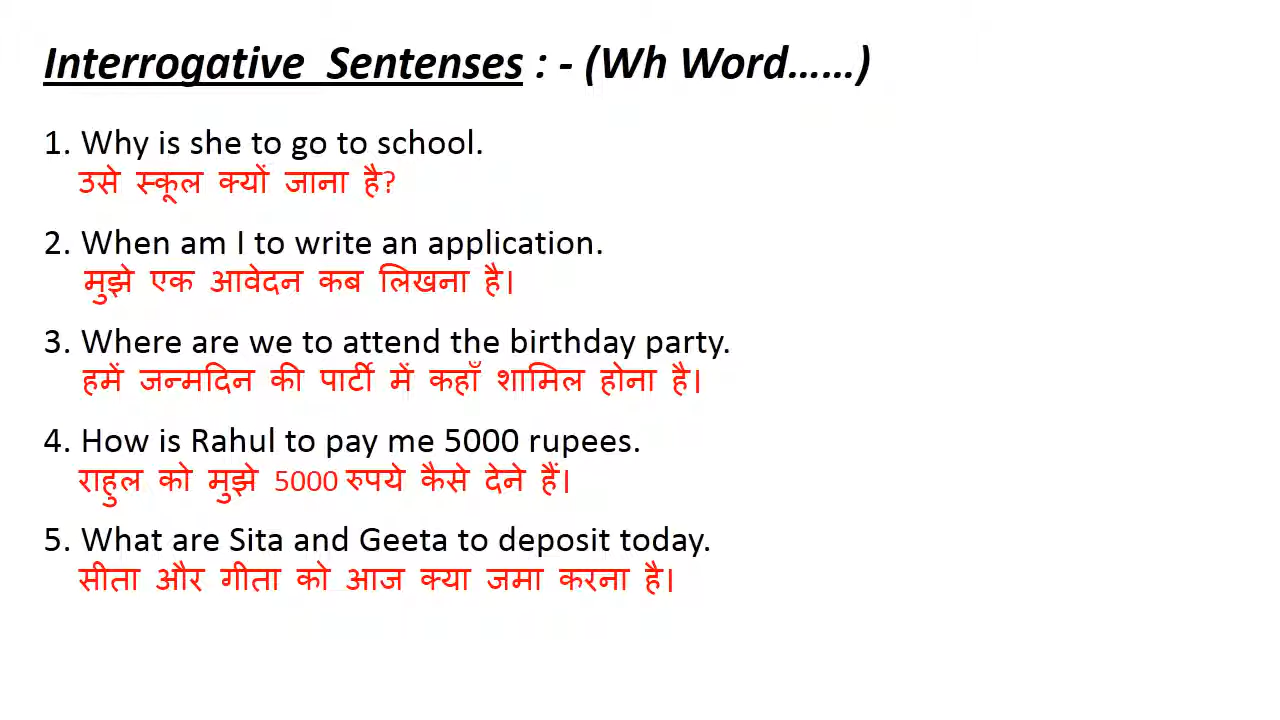 Interrogative Sentenses : - (Wh Word……)
1. Why is she to go to school.
उसे स्कूल क्यों जाना है?
2. When am I to write an application.
मुझे एक आवेदन कब लिखना है।
3. Where are we to attend the birthday party.
हमें जन्मदिन की पार्टी में कहाँ शामिल होना है।
4. How is Rahul to pay me 5000 rupees.
राहुल को मुझे 5000 रुपये कैसे देने हैं।
5. What are Sita and Geeta to deposit today.
सीता और गीता को आज क्या जमा करना है।